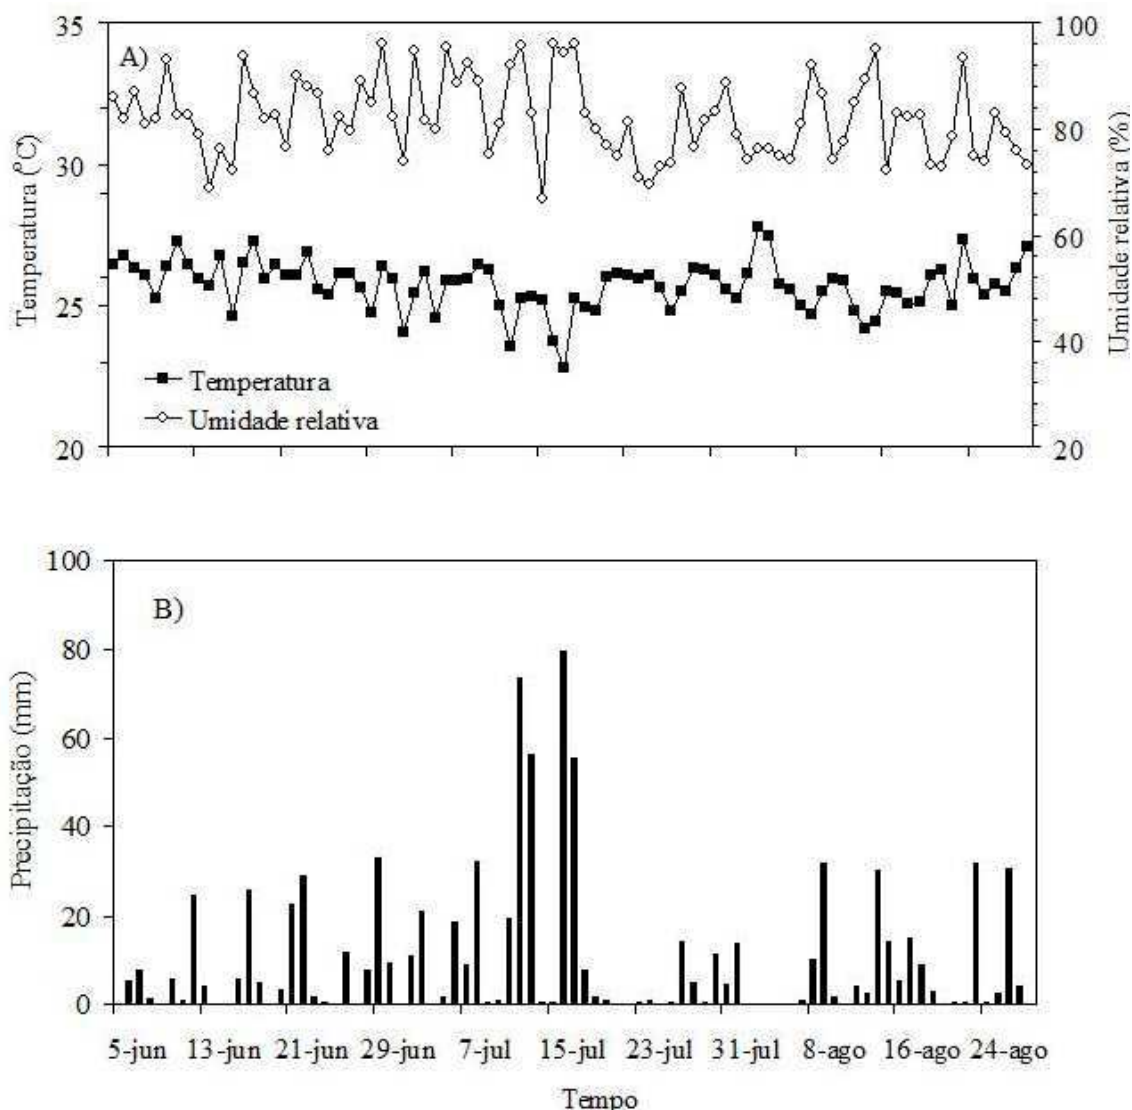 35
100
A)
30
80
25
60
40
20
20
Temperatura (°C)
Umidade relativa (%)
Temperatura
Umidade relativa
100
B)
80
60
40
20
0
Precipitação (mm)
5-jun 13-jun 21-jun 29-jun 7-jul 15-jul 23-jul 31-jul 8-ago 16-ago 24-ago
Tempo